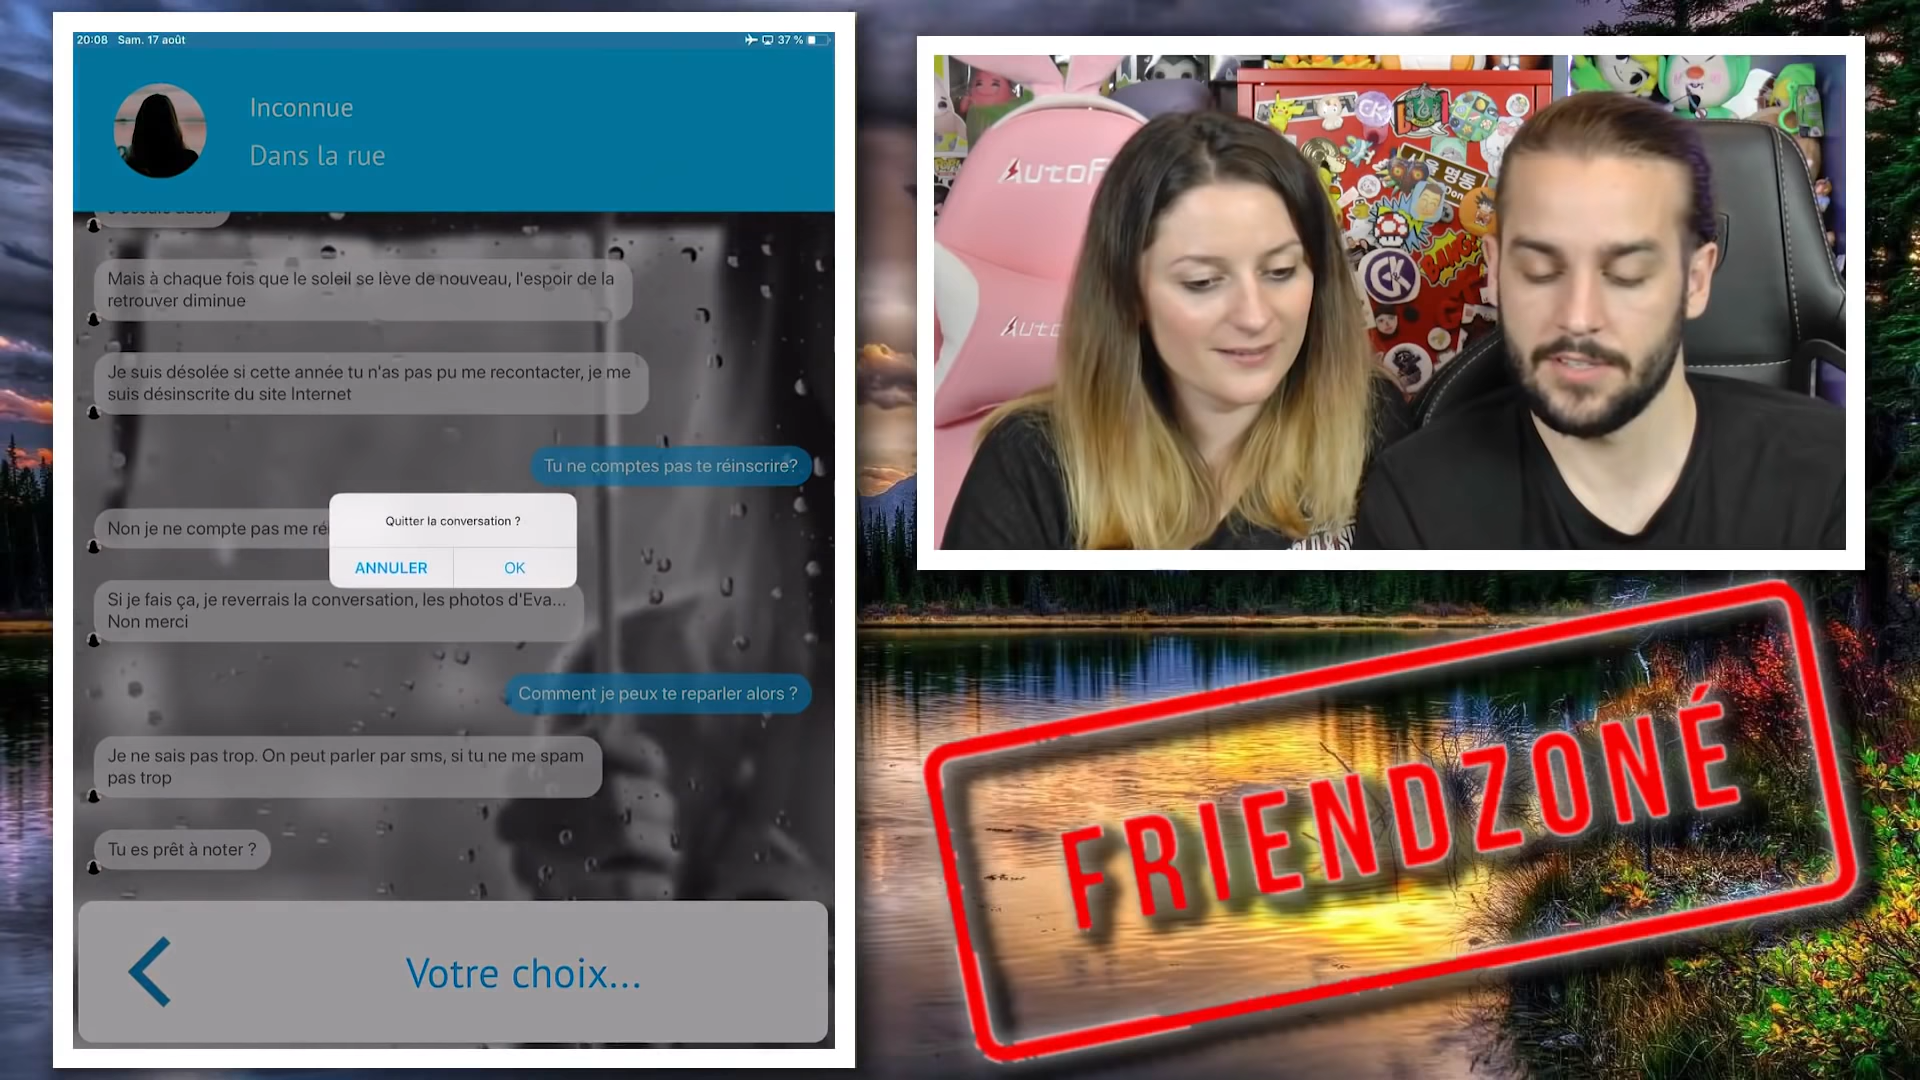 20:08 Sam. 17 août
37 %
Inconnue
Dans la rue
Mais à chaque fois que le soleil se lève de nouveau, l'espoir de la
retrouver diminue
Je suis désolée si cette année tu n'as pas pu me recontacter, je me
suis désinscrite du site Internet
Tu ne comptes pas te réinscrire?
Non je ne compte pas me ré
Quitter la conversation ?
ANNULER
OK
Si je fais ça, je reverrais la conversation, les photos d'Eva...
Non merci
Comment je peux te reparler alors ?
Je ne sais pas trop. On peut parler par sms, si tu ne me spam
pas trop
Tu es prêt à noter ?
Votre choix...
AUTOF
AUTO
BANG!
FRIENDZONÉ